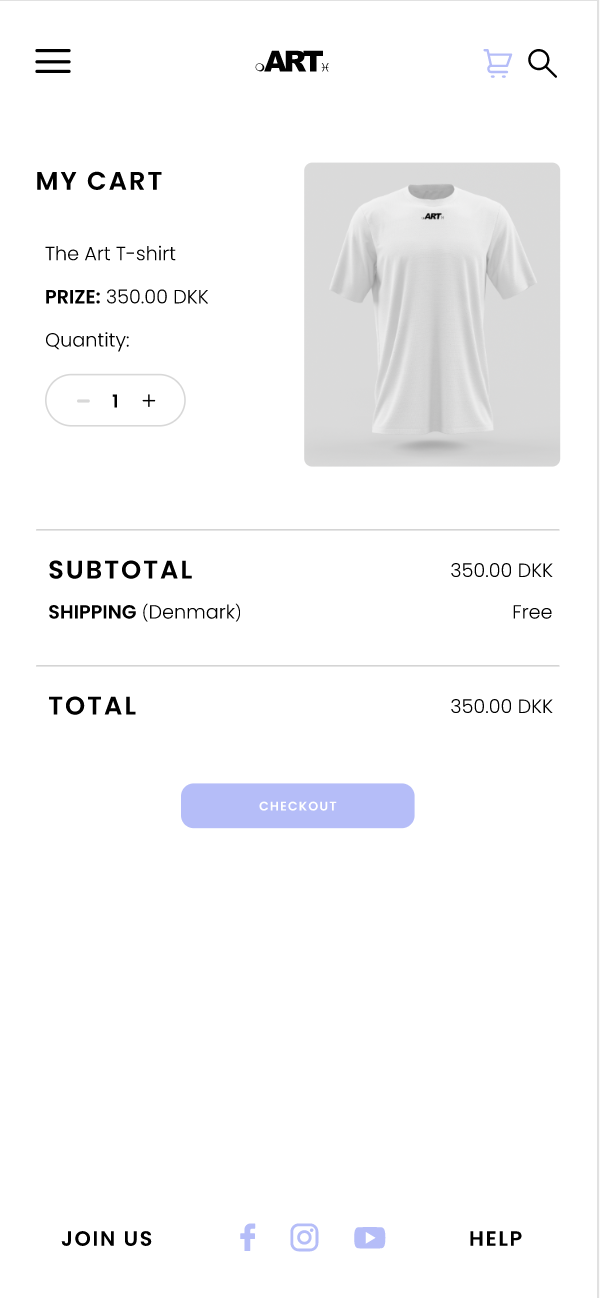 ART
MY CART
The Art T-shirt
PRIZE: 350.00 DKK
Quantity:
1
ART
SUBTOTAL 350.00 DKK
SHIPPING (Denmark) Free
TOTAL 350.00 DKK
CHECKOUT
JOIN US HELP